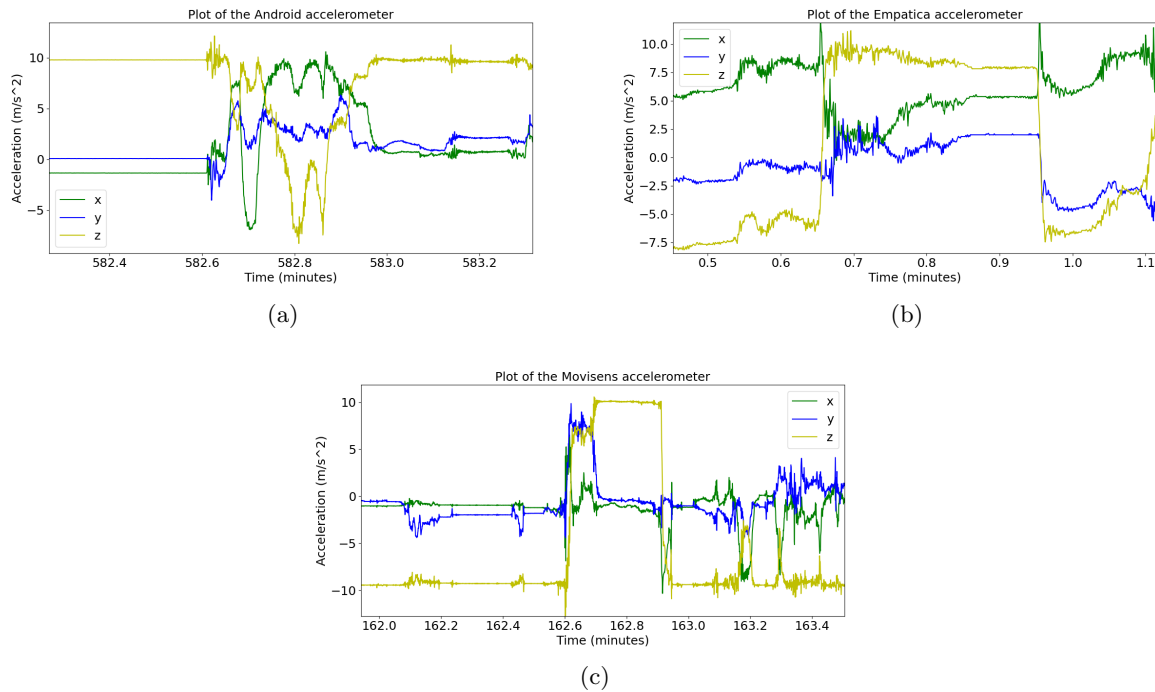 Plot of the Android accelerometer
Acceleration (m/s^2)
10
5
0
−5
x
y
z
582.4
582.6
582.8
583.0
583.2
Time (minutes)
(a)
Plot of the Empatica accelerometer
Acceleration (m/s^2)
10.0
7.5
5.0
2.5
0.0
−2.5
−5.0
−7.5
x
y
z
0.5
0.6
0.7
0.8
0.9
1.0
1.1
Time (minutes)
(b)
Plot of the Movisens accelerometer
Acceleration (m/s^2)
10
5
0
−5
−10
x
y
z
162.0
162.2
162.4
162.6
162.8
163.0
163.2
163.4
Time (minutes)
(c)